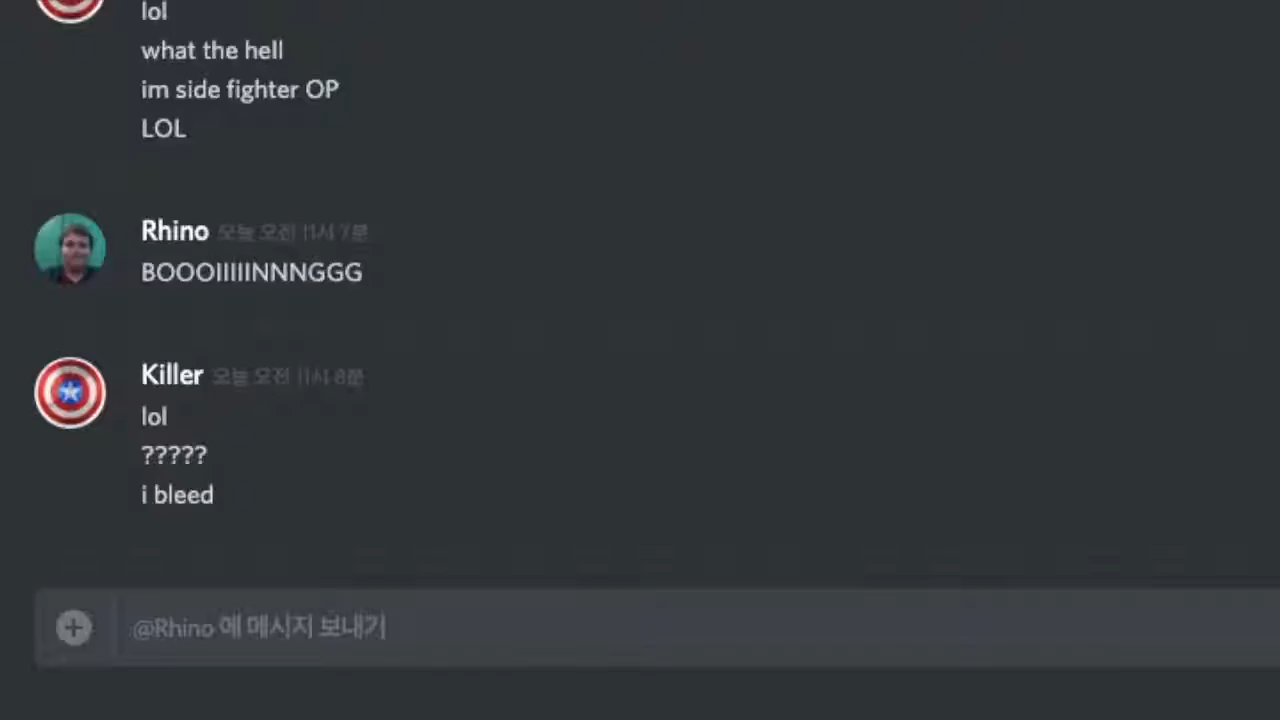 lol
what the hell
im side fighter OP
LOL
Rhino 오늘 오전 11시 7분
BOOOIIIIINNNGGG
Killer 오늘 오전 11시 8분
lol
?????
i bleed
@Rhino 에 메시지 보내기